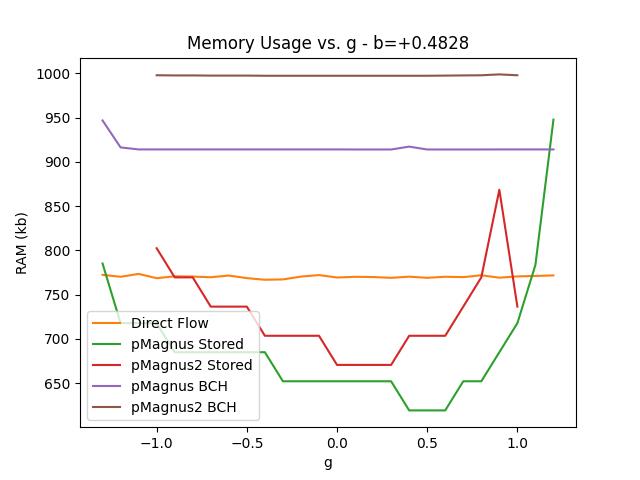 Memory Usage vs. g - b=+0.4828
1000
950
900
850
800
750
700
650
RAM (kb)
Direct Flow
pMagnus Stored
pMagnus2 Stored
pMagnus BCH
pMagnus2 BCH
−1.0 −0.5 0.0 0.5 1.0
g